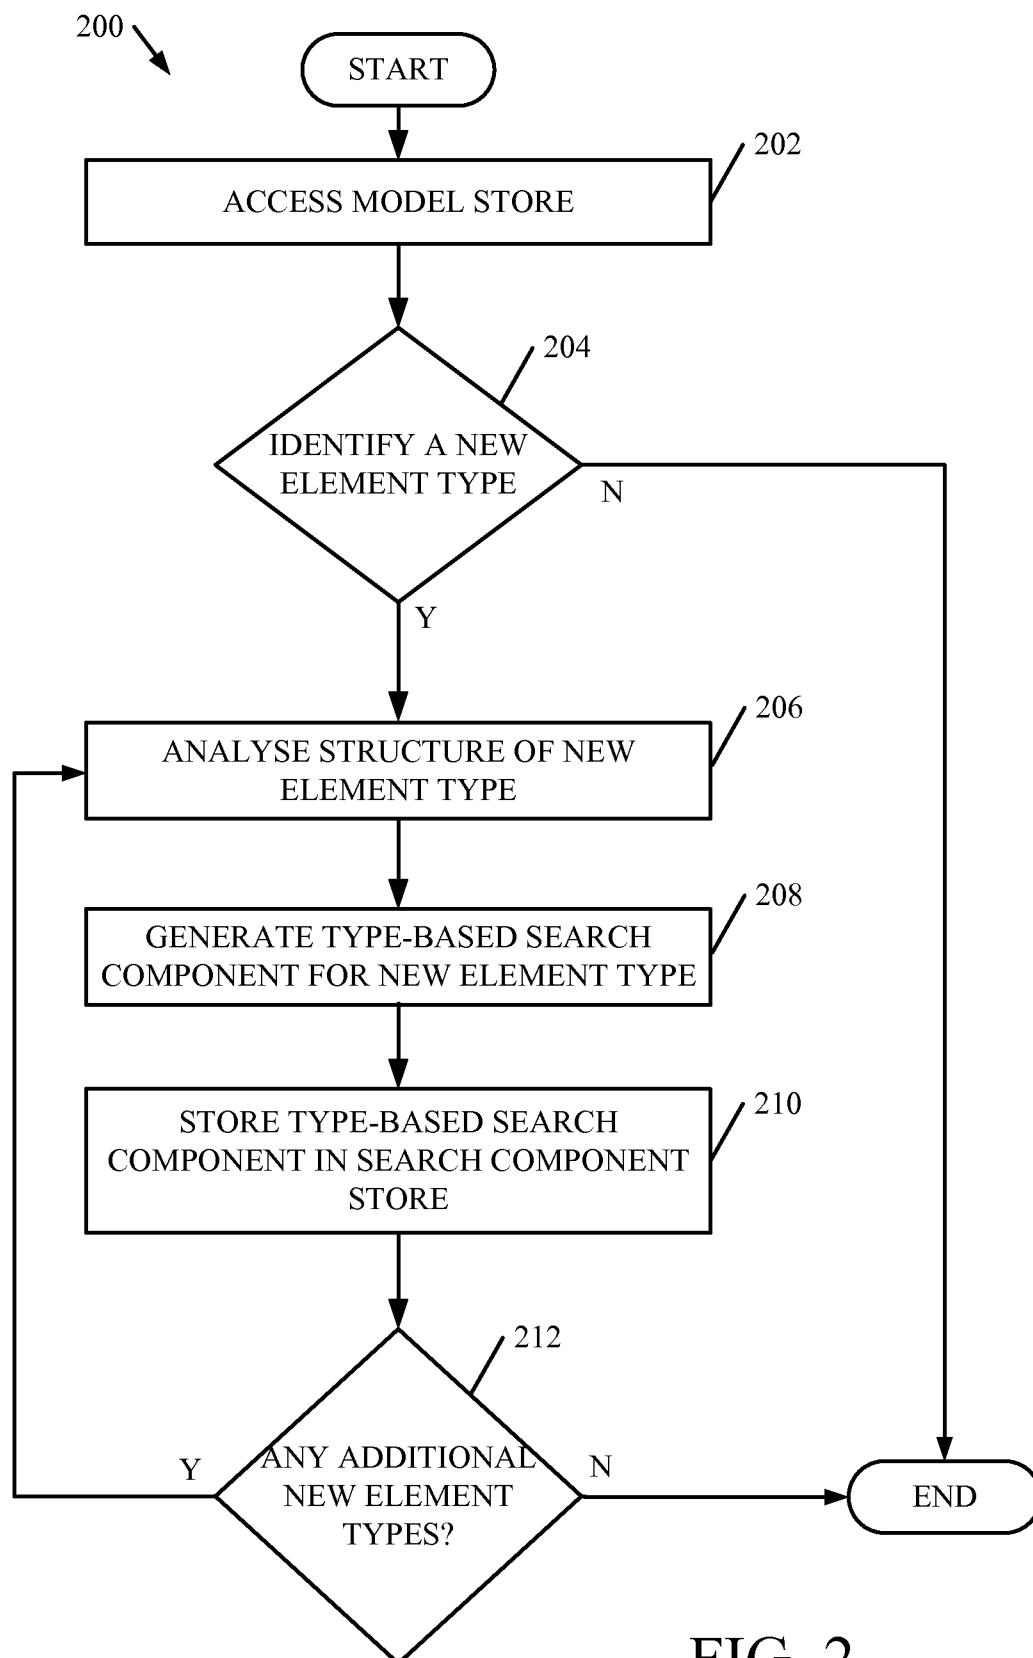 200
START
202
ACCESS MODEL STORE
204
IDENTIFY A NEW
ELEMENT TYPE
N
Y
206
ANALYSE STRUCTURE OF NEW
ELEMENT TYPE
208
GENERATE TYPE-BASED SEARCH
COMPONENT FOR NEW ELEMENT TYPE
210
STORE TYPE-BASED SEARCH
COMPONENT IN SEARCH COMPONENT
STORE
212
Y
ANY ADDITIONAL
NEW ELEMENT
TYPES?
N
END
FIG. 2